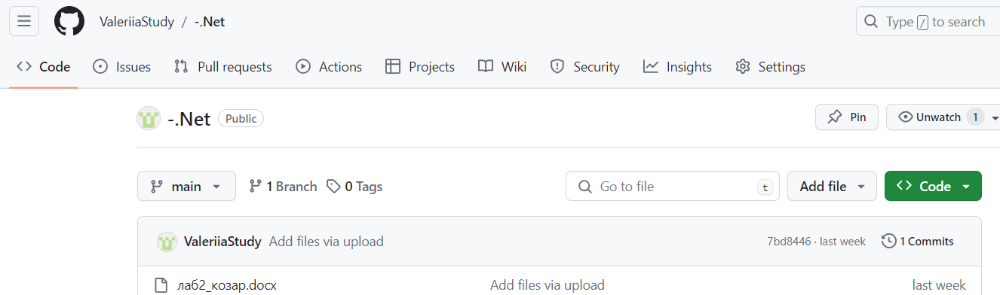 ValeriiaStudy / -.Net
Type / to search
Code Issues Pull requests Actions Projects Wiki Security Insights Settings
-.Net Public
Pin Unwatch 1
main 1 Branch 0 Tags Go to file t Add file Code
ValeriiaStudy Add files via upload 7bd8446 · last week 1 Commits
лаб2_козар.docx Add files via upload last week